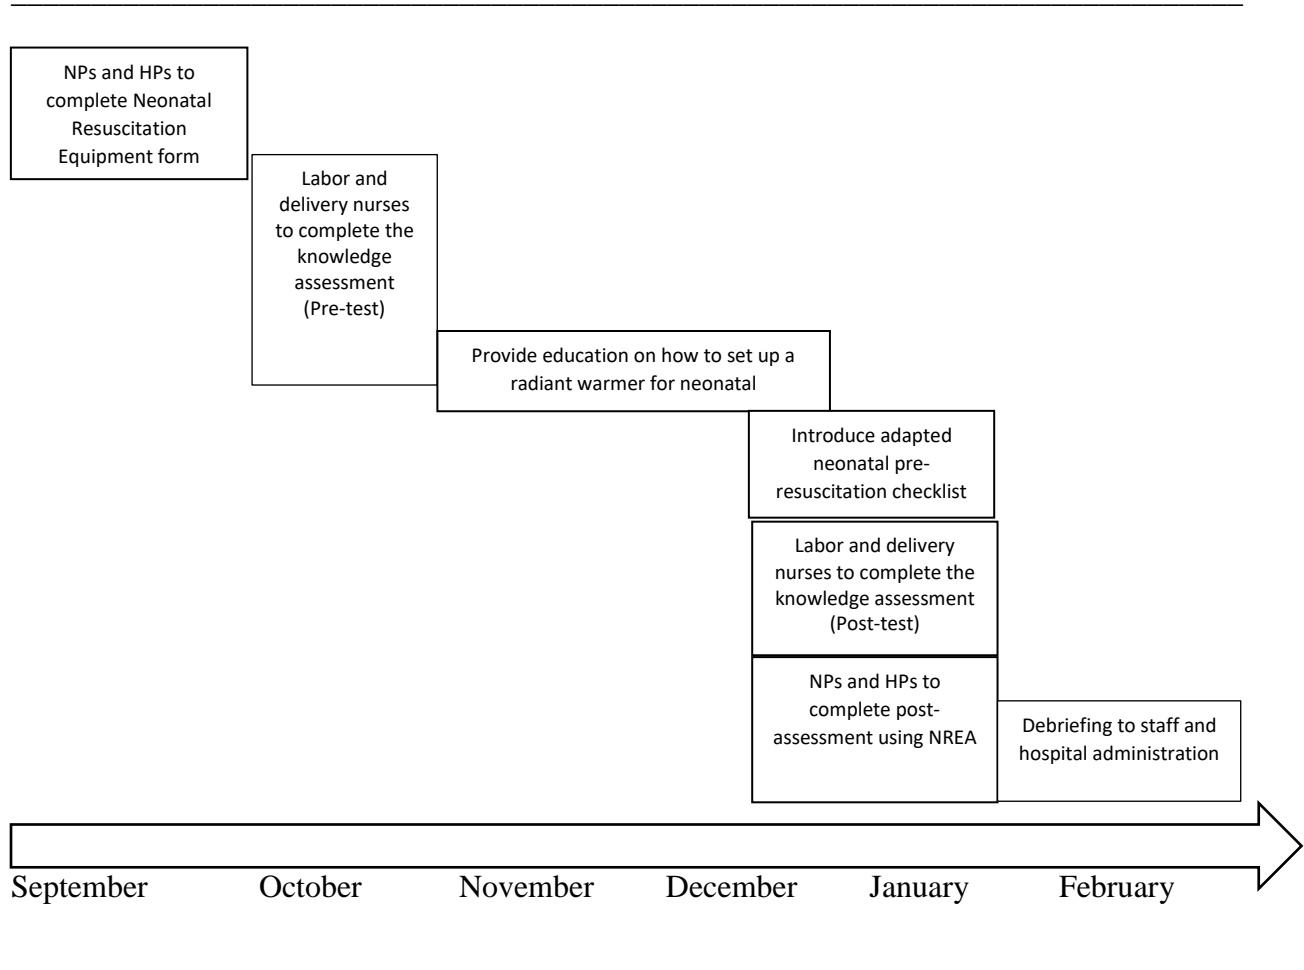 NPs and HPs to
complete Neonatal
Resuscitation
Equipment form
Labor and
delivery nurses
to complete the
knowledge
assessment
(Pre-test)
Provide education on how to set up a
radiant warmer for neonatal
Introduce adapted
neonatal pre-
resuscitation checklist
Labor and delivery
nurses to complete the
knowledge assessment
(Post-test)
NPs and HPs to
complete post-
assessment using NREA
Debriefing to staff and
hospital administration
September October November December January February